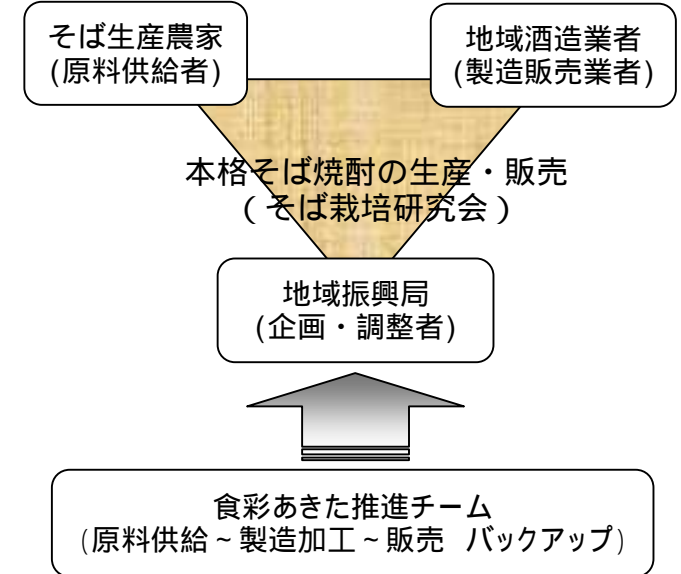 そば生産農家
(原料供給者)
地域酒造業者
(製造販売業者)
本格そば焼酎の生産・販売
(そば栽培研究会)
地域振興局
(企画・調整者)
食彩あきた推進チーム
(原料供給~製造加工~販売 バックアップ)